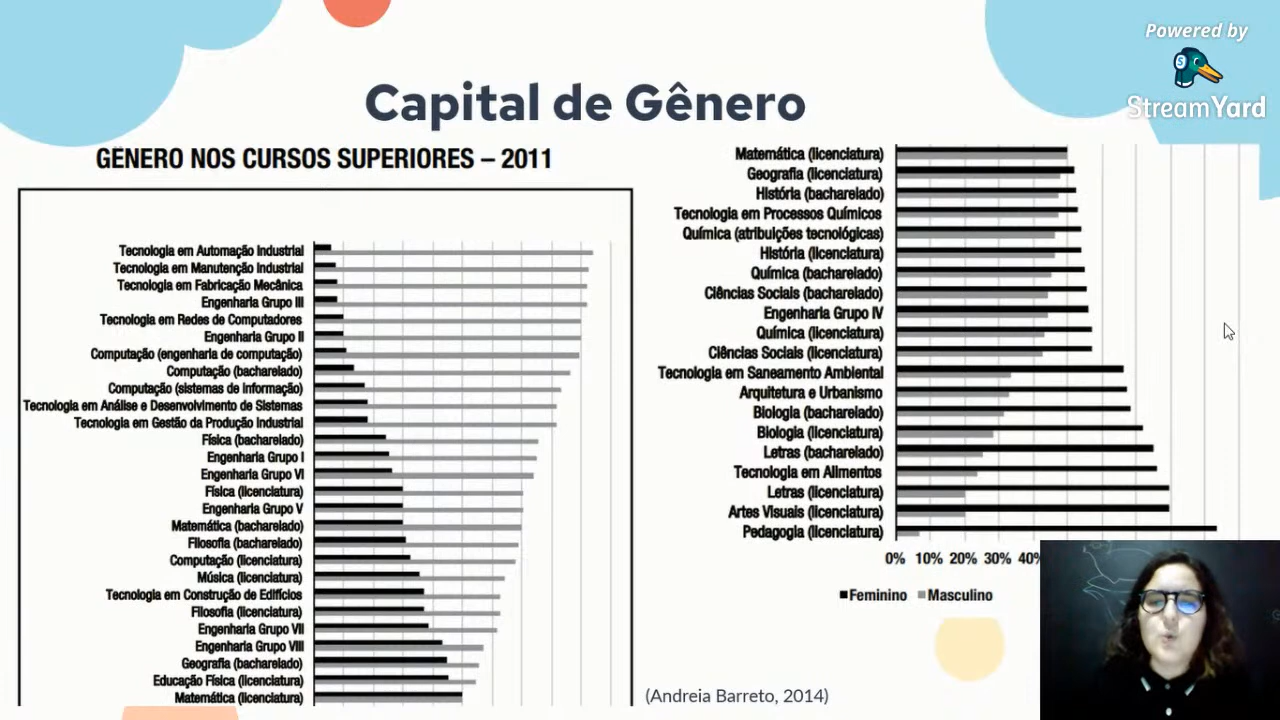 Powered by
StreamYard
Capital de Gênero
GÊNERO NOS CURSOS SUPERIORES – 2011
Tecnologia em Automação Industrial
Tecnologia em Manutenção Industrial
Tecnologia em Fabricação Mecânica
Engenharia Grupo III
Tecnologia em Redes de Computadores
Engenharia Grupo II
Computação (engenharia de computação)
Computação (bacharelado)
Computação (sistemas de informação)
Tecnologia em Análise e Desenvolvimento de Sistemas
Tecnologia em Gestão da Produção Industrial
Física (bacharelado)
Engenharia Grupo I
Engenharia Grupo VI
Física (licenciatura)
Engenharia Grupo V
Matemática (bacharelado)
Filosofia (bacharelado)
Computação (licenciatura)
Música (licenciatura)
Tecnologia em Construção de Edifícios
Filosofia (licenciatura)
Engenharia Grupo VII
Engenharia Grupo VIII
Geografia (bacharelado)
Educação Física (licenciatura)
Matemática (licenciatura)
Matemática (licenciatura)
Geografia (licenciatura)
História (bacharelado)
Tecnologia em Processos Químicos
Química (atribuições tecnológicas)
História (licenciatura)
Química (bacharelado)
Ciências Sociais (bacharelado)
Engenharia Grupo IV
Química (licenciatura)
Ciências Sociais (licenciatura)
Tecnologia em Saneamento Ambiental
Arquitetura e Urbanismo
Biologia (bacharelado)
Biologia (licenciatura)
Letras (bacharelado)
Tecnologia em Alimentos
Letras (licenciatura)
Artes Visuais (licenciatura)
Pedagogia (licenciatura)
0% 10% 20% 30% 40%
Feminino Masculino
(Andreia Barreto, 2014)